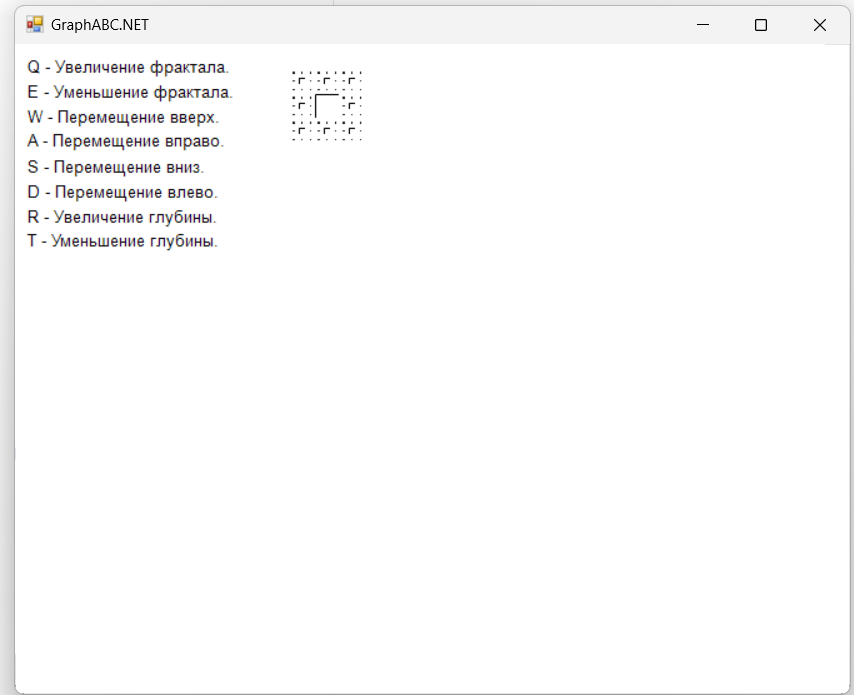 GraphABC.NET
Q - Увеличение фрактала.
E - Уменьшение фрактала.
W - Перемещение вверх.
A - Перемещение вправо.
S - Перемещение вниз.
D - Перемещение влево.
R - Увеличение глубины.
T - Уменьшение глубины.